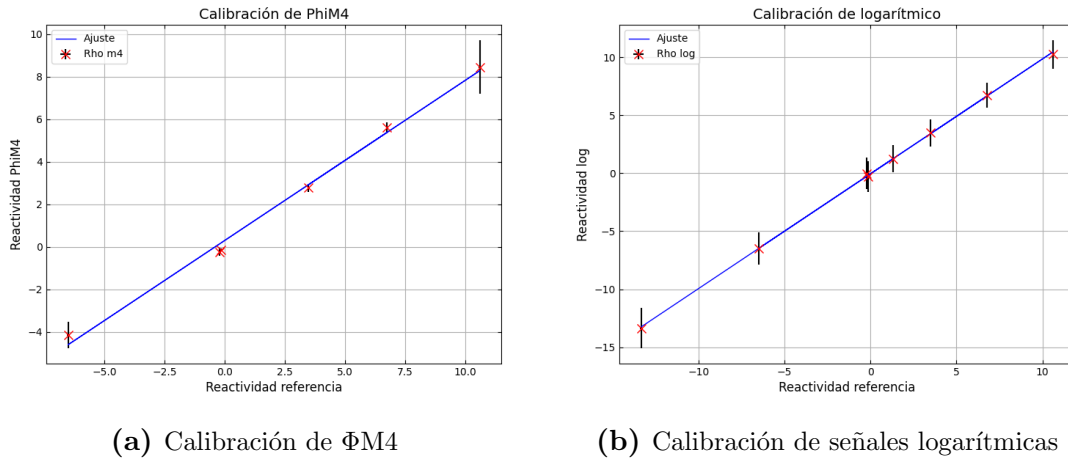 Calibración de PhiM4
Ajuste
Rho m4
10
8
6
4
2
0
−2
−4
Reactividad PhiM4
−5.0
−2.5
0.0
2.5
5.0
7.5
10.0
Reactividad referencia
(a) Calibración de ΦM4
Calibración de logarítmico
Ajuste
Rho log
10
5
0
−5
−10
−15
Reactividad log
−10
−5
0
5
10
Reactividad referencia
(b) Calibración de señales logarítmicas